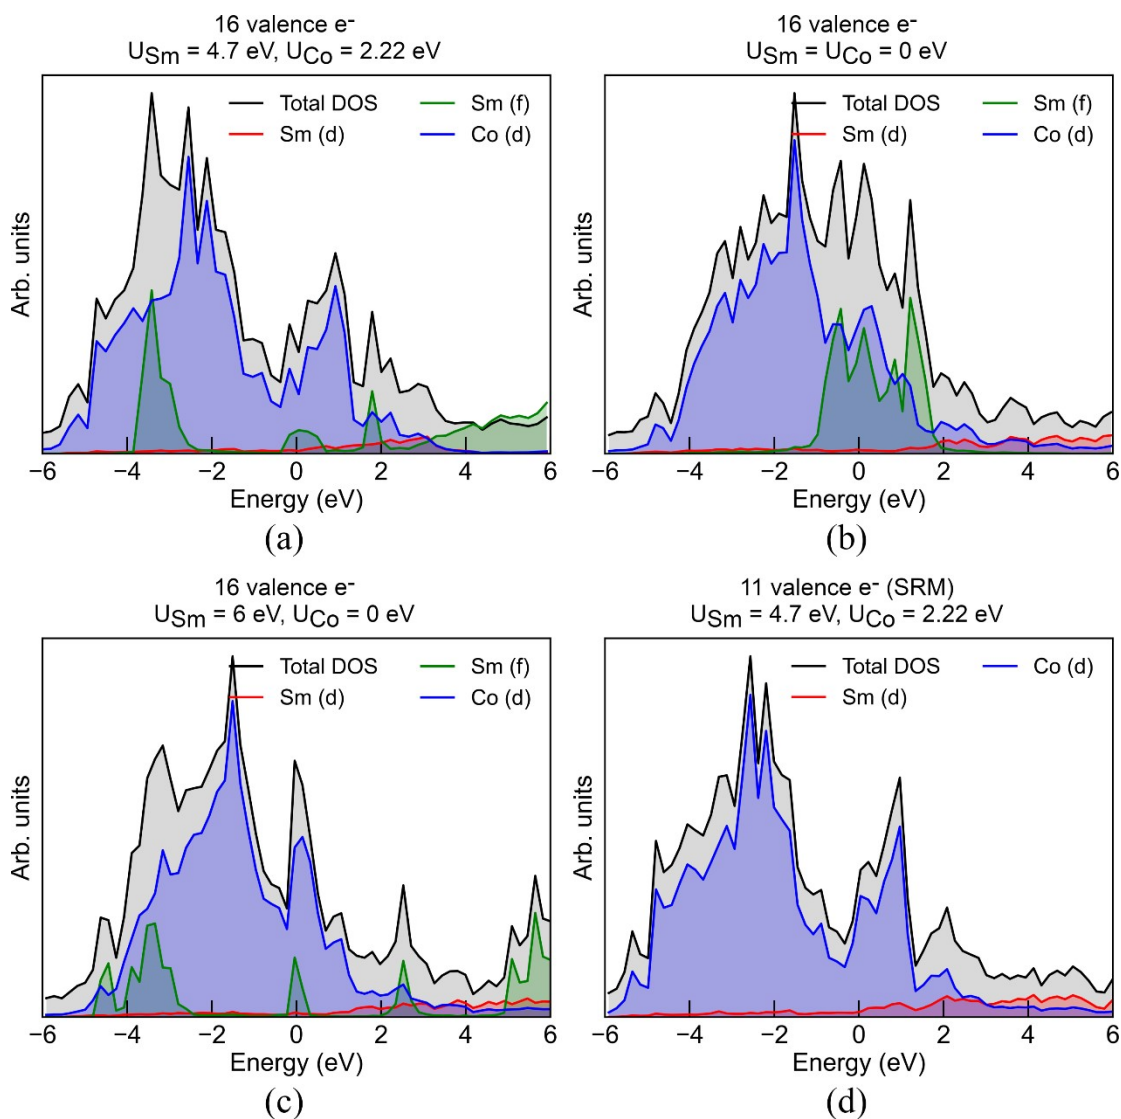 16 valence e⁻
U_Sm = 4.7 eV, U_Co = 2.22 eV
Total DOS
Sm (f)
Sm (d)
Co (d)
Arb. units
−6 −4 −2 0 2 4 6
Energy (eV)
(a)
16 valence e⁻
U_Sm = U_Co = 0 eV
Total DOS
Sm (f)
Sm (d)
Co (d)
Arb. units
−6 −4 −2 0 2 4 6
Energy (eV)
(b)
16 valence e⁻
U_Sm = 6 eV, U_Co = 0 eV
Total DOS
Sm (f)
Sm (d)
Co (d)
Arb. units
−6 −4 −2 0 2 4 6
Energy (eV)
(c)
11 valence e⁻ (SRM)
U_Sm = 4.7 eV, U_Co = 2.22 eV
Total DOS
Co (d)
Sm (d)
Arb. units
−6 −4 −2 0 2 4 6
Energy (eV)
(d)